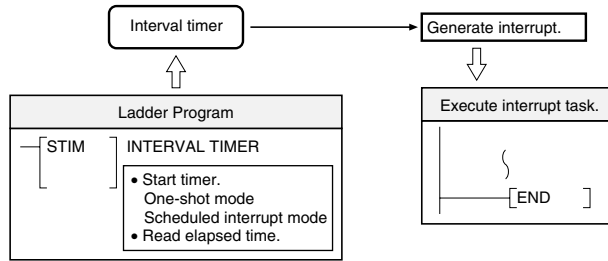 Interval timer
Generate interrupt.
Ladder Program
STIM INTERVAL TIMER
• Start timer.
One-shot mode
Scheduled interrupt mode
• Read elapsed time.
Execute interrupt task.
END